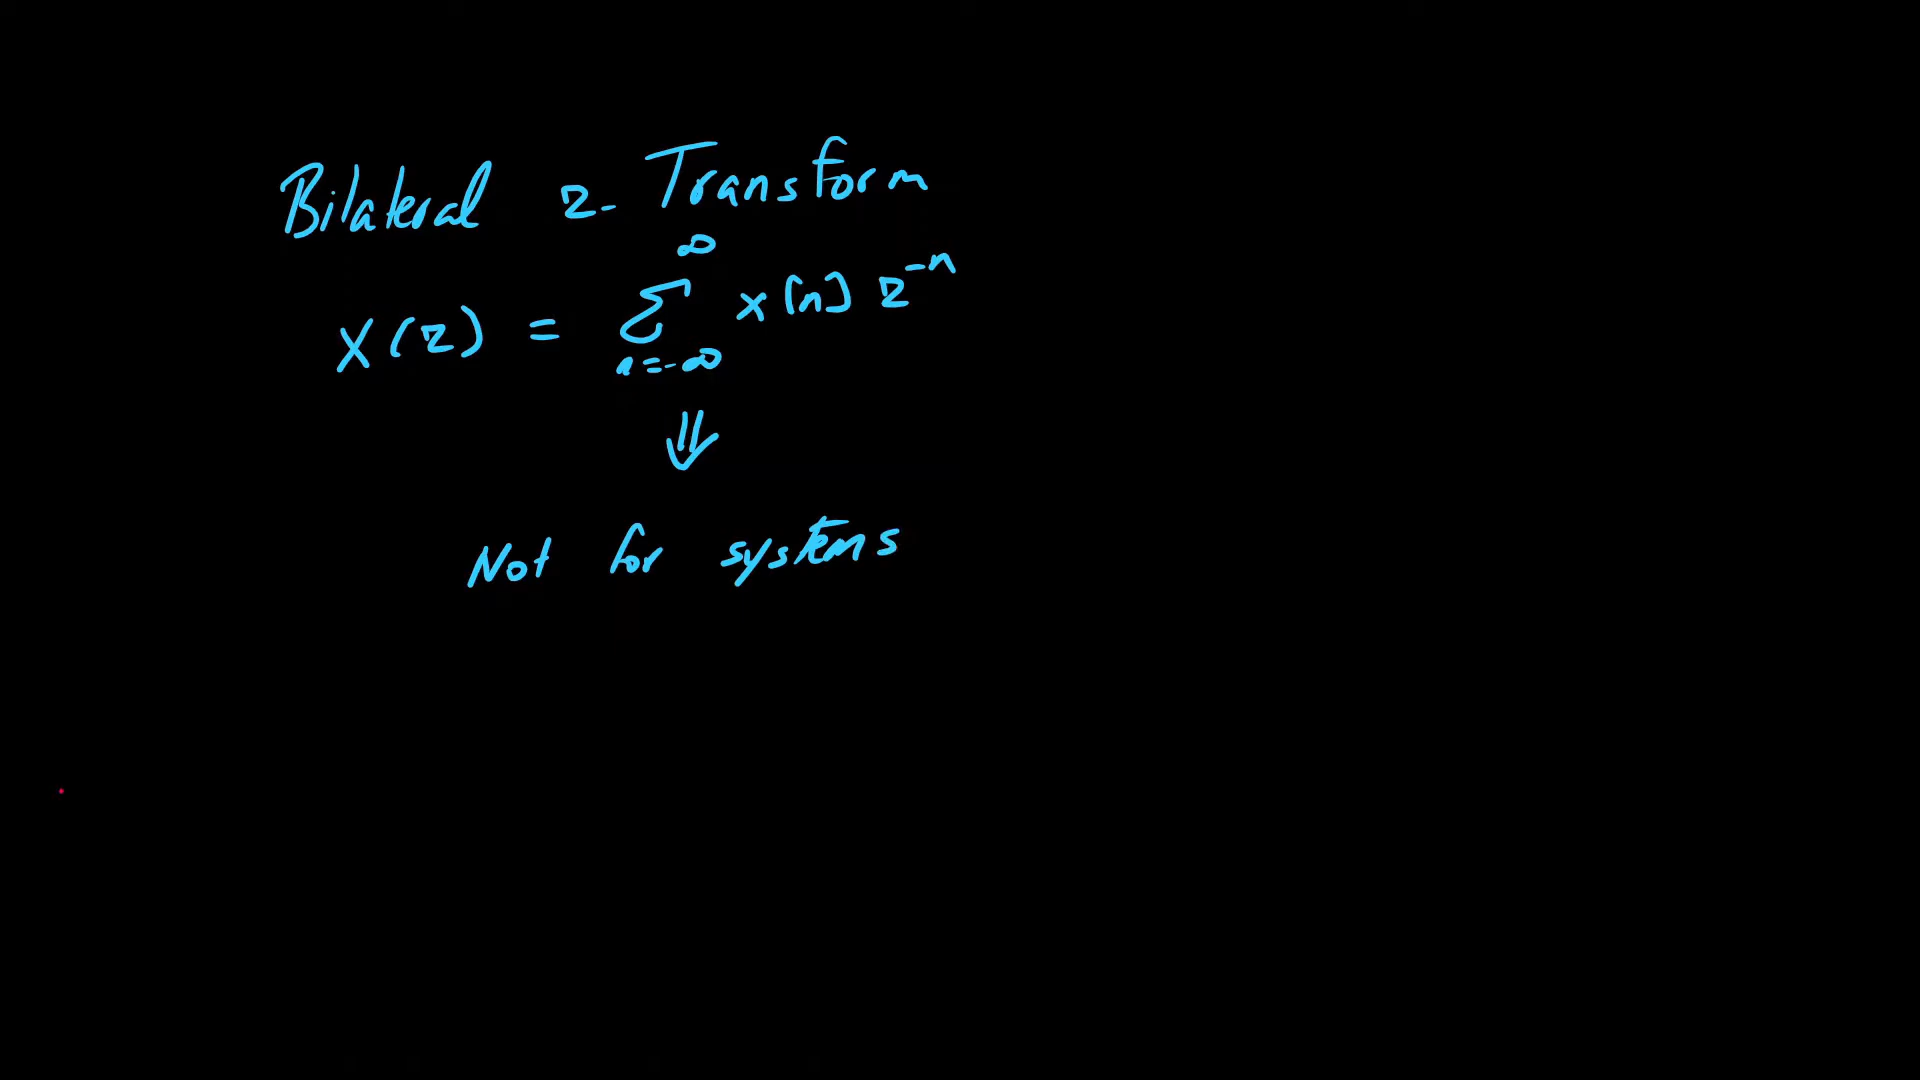 Bilateral z-Transform
X(z) = ∑_{n=-∞}^{∞} x[n] z^{-n}
⇓
Not for systems